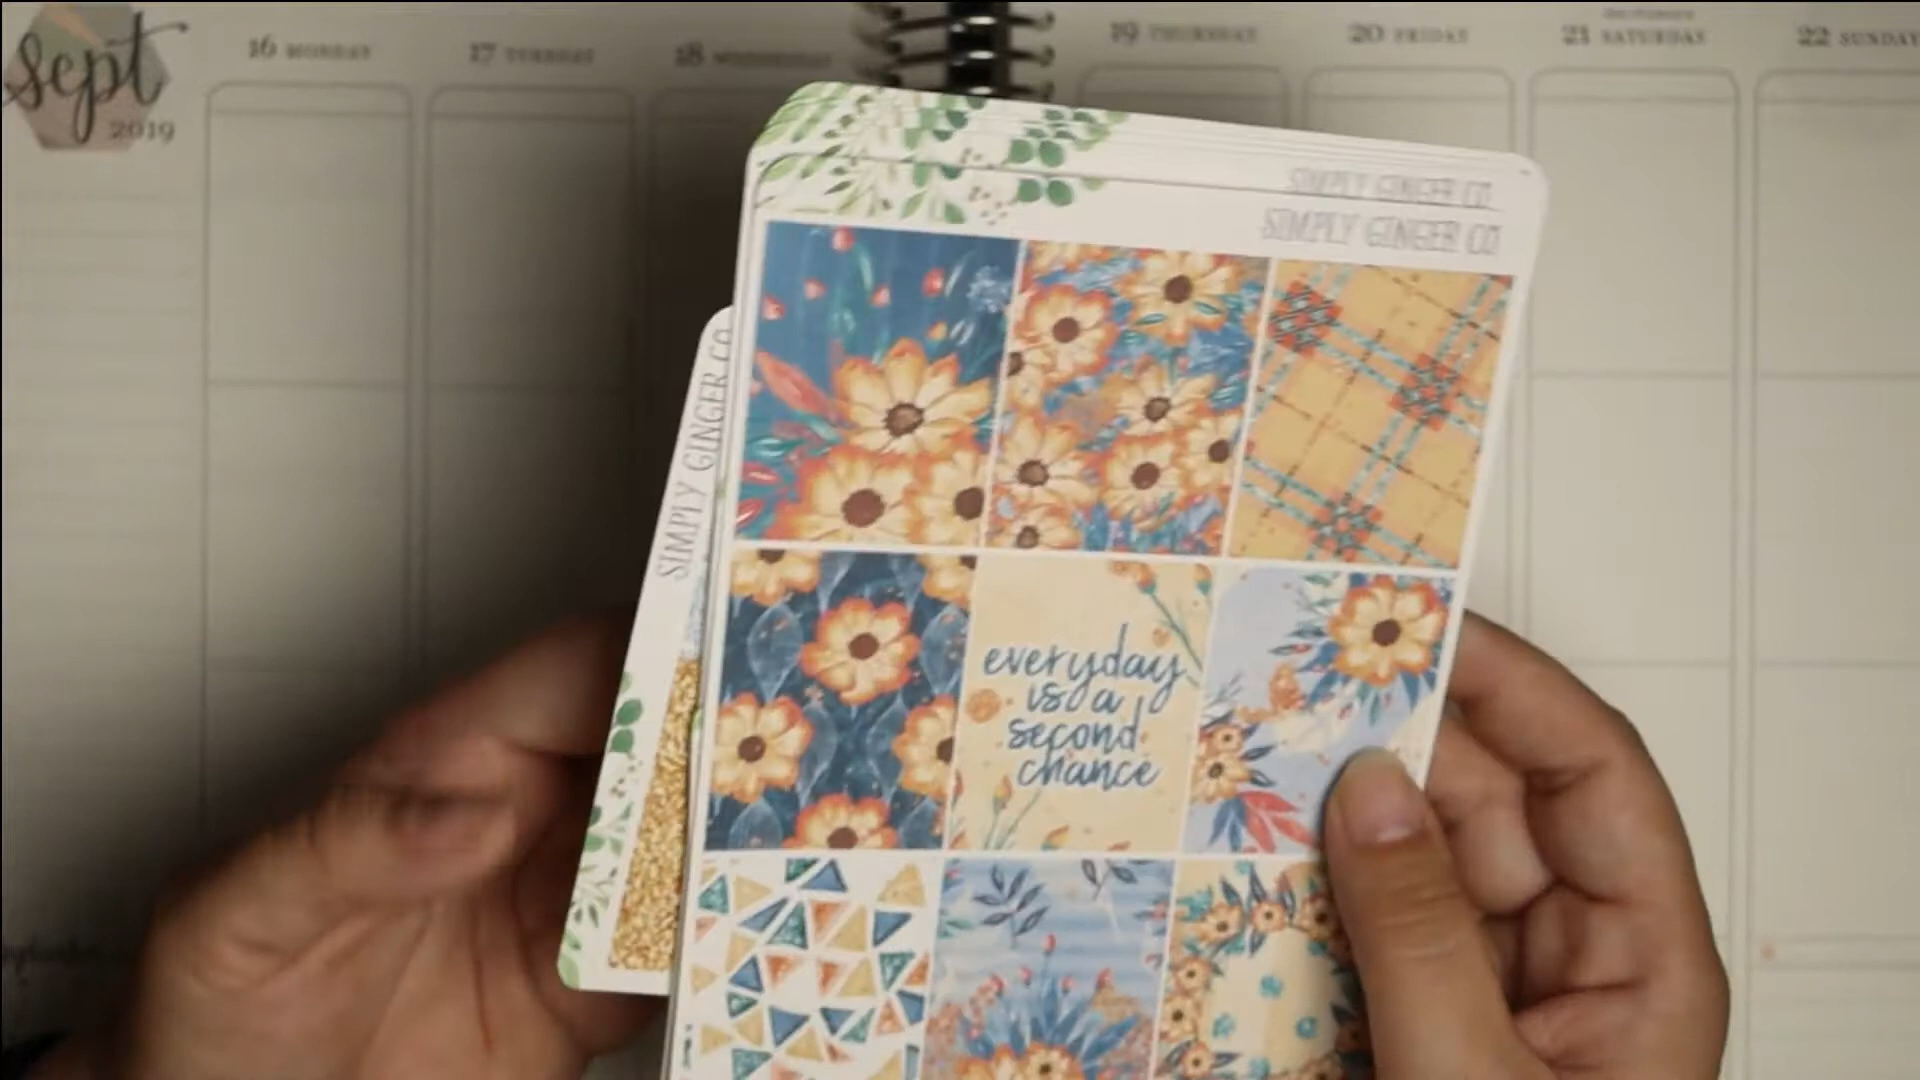 sept
2019
16 MONDAY
17 TUESDAY
18 WEDNESDAY
19 THURSDAY
20 FRIDAY
21 SATURDAY
22 SUNDAY
SIMPLY GINGER CO
SIMPLY GINGER CO
SIMPLY GINGER CO
everyday
is a
second
chance